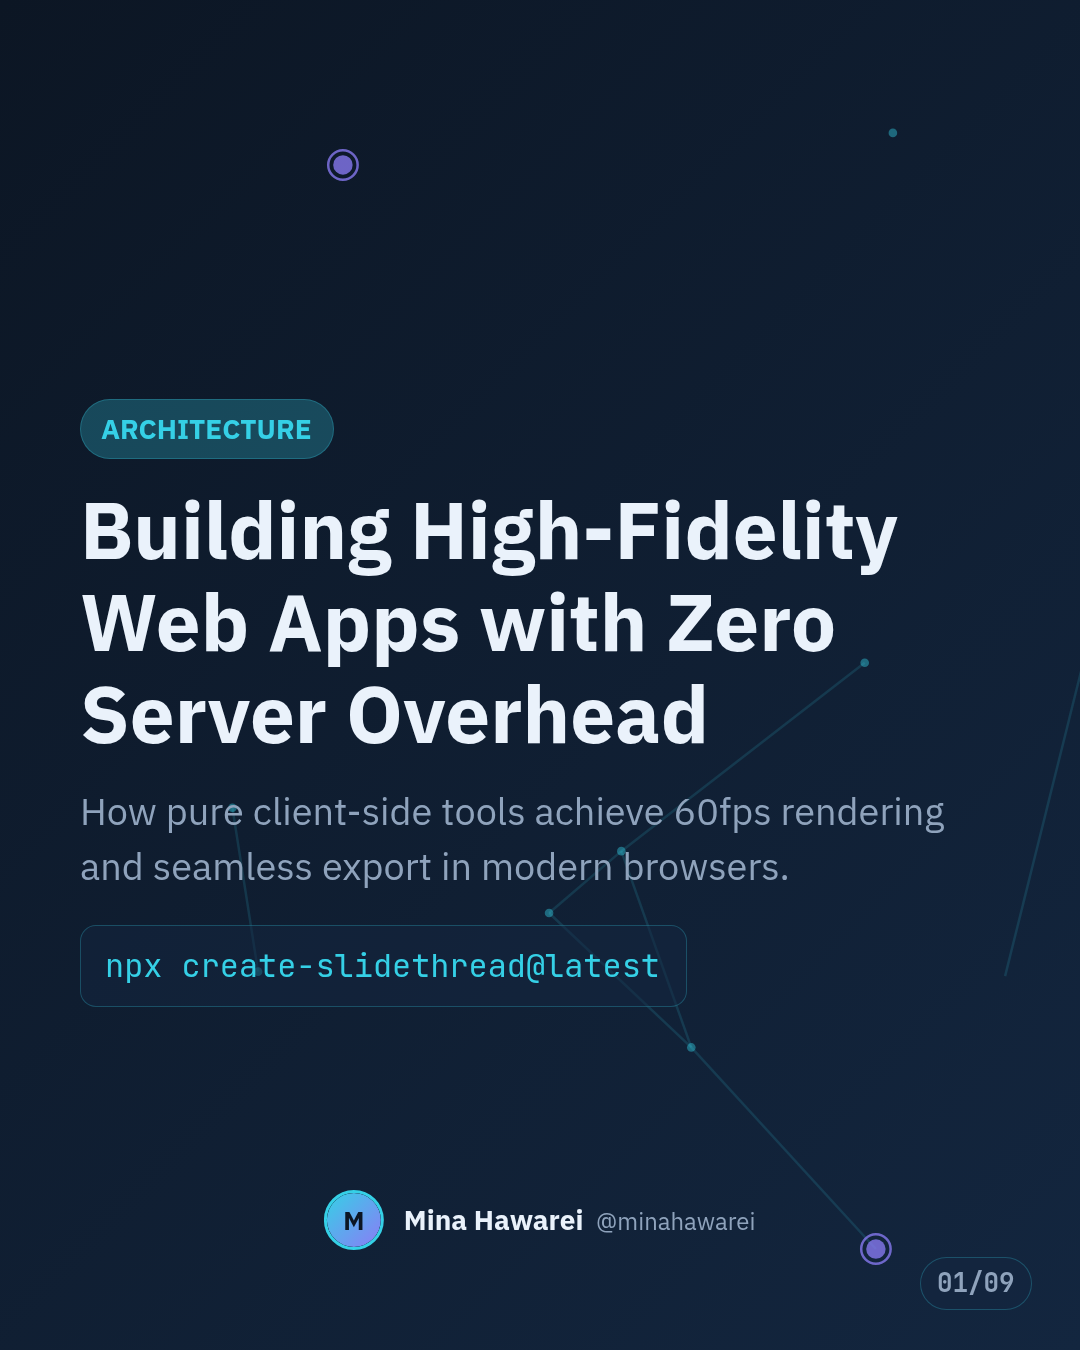 ARCHITECTURE
Building High-Fidelity
Web Apps with Zero
Server Overhead
How pure client-side tools achieve 60fps rendering
and seamless export in modern browsers.
npx create-slidethread@latest
M Mina Hawarei @minahawarei
01/09